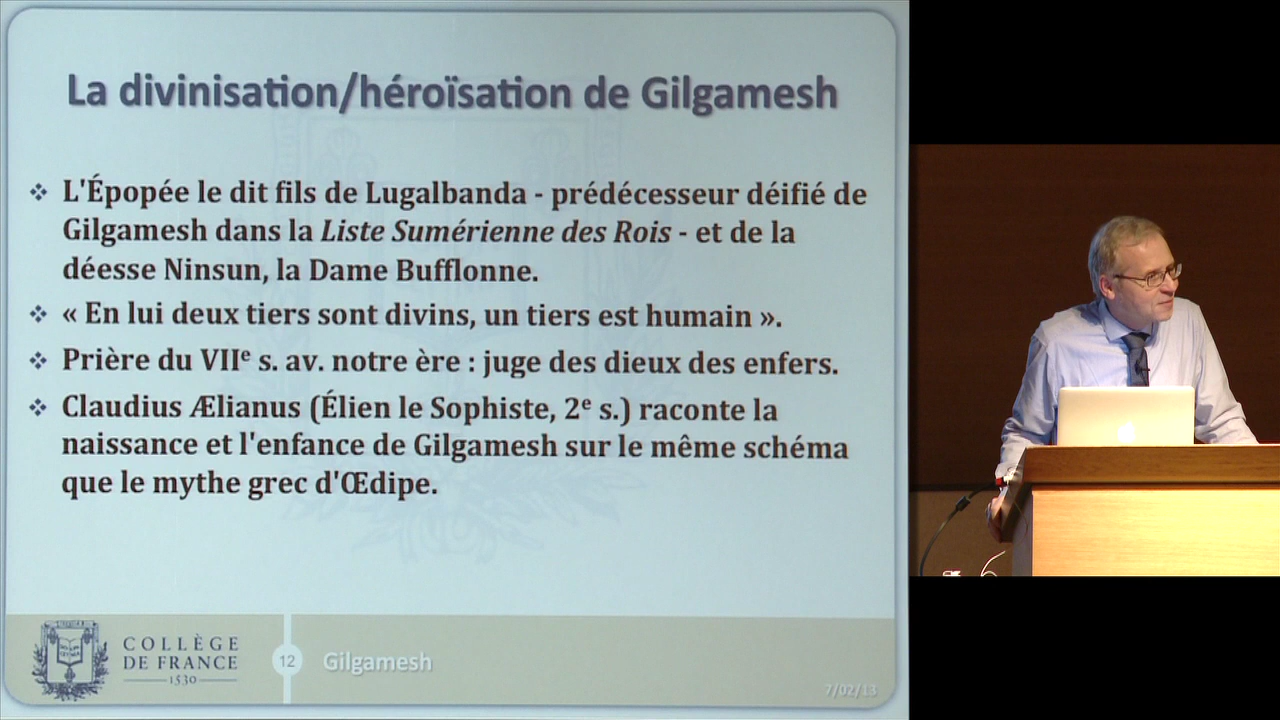 La divinisation/héroïsation de Gilgamesh
❖ L'Épopée le dit fils de Lugalbanda - prédécesseur déifié de
Gilgamesh dans la Liste Sumérienne des Rois - et de la
déesse Ninsun, la Dame Bufflonne.
❖ « En lui deux tiers sont divins, un tiers est humain ».
❖ Prière du VIIe s. av. notre ère : juge des dieux des enfers.
❖ Claudius Ælianus (Élien le Sophiste, 2e s.) raconte la
naissance et l'enfance de Gilgamesh sur le même schéma
que le mythe grec d'Œdipe.
COLLÈGE
DE FRANCE
1530
12
Gilgamesh
7/02/13